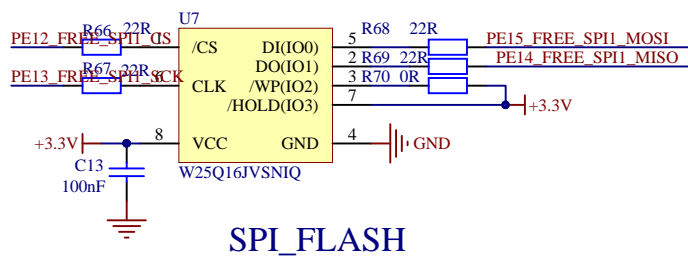 U7
R66 22R
PE12_FREE_SPI1_CS 1 /CS
R67 22R
PE13_FREE_SPI1_SCK 6 CLK
DI(IO0) 5 R68 22R PE15_FREE_SPI1_MOSI
DO(IO1) 2 R69 22R PE14_FREE_SPI1_MISO
/WP(IO2) 3 R70 0R
/HOLD(IO3) 7 +3.3V
+3.3V 8 VCC
GND 4 GND
C13
100nF
W25Q16JVSNIQ
SPI_FLASH